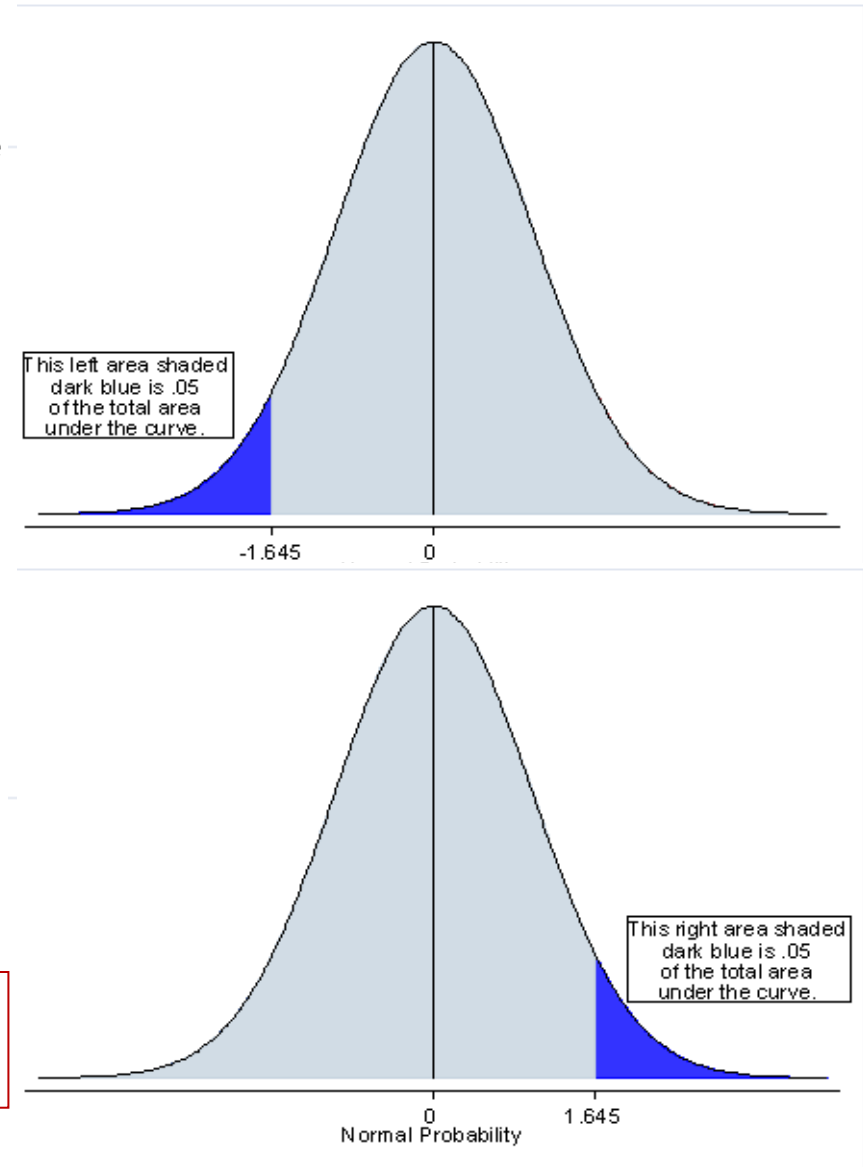 This left area shaded
dark blue is .05
of the total area
under the curve.
-1.645
0
This right area shaded
dark blue is .05
of the total area
under the curve.
0
1.645
Normal Probability